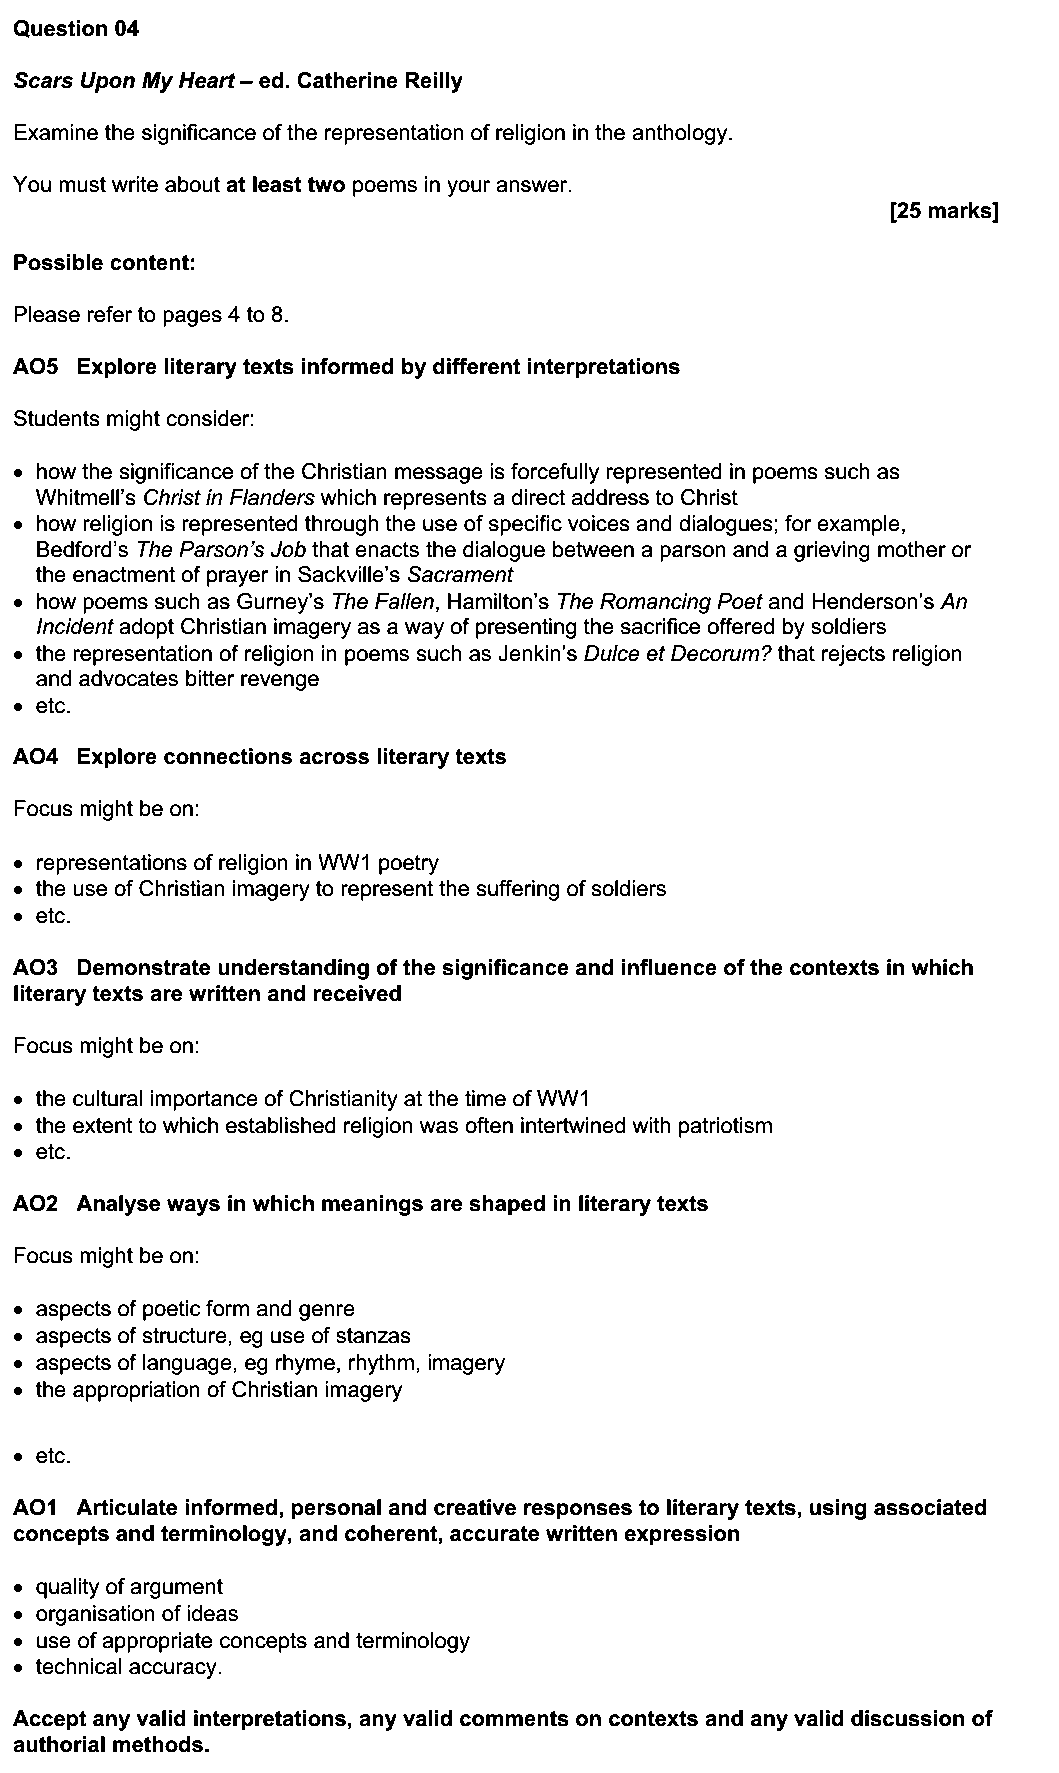 Question 04
Scars Upon My Heart – ed. Catherine Reilly
Examine the significance of the representation of religion in the anthology.
You must write about at least two poems in your answer.
[25 marks]
Possible content:
Please refer to pages 4 to 8.
AO5 Explore literary texts informed by different interpretations
Students might consider:
• how the significance of the Christian message is forcefully represented in poems such as
Whitmell's Christ in Flanders which represents a direct address to Christ
• how religion is represented through the use of specific voices and dialogues; for example,
Bedford's The Parson's Job that enacts the dialogue between a parson and a grieving mother or
the enactment of prayer in Sackville's Sacrament
• how poems such as Gurney's The Fallen, Hamilton's The Romancing Poet and Henderson's An
Incident adopt Christian imagery as a way of presenting the sacrifice offered by soldiers
• the representation of religion in poems such as Jenkin's Dulce et Decorum? that rejects religion
and advocates bitter revenge
• etc.
AO4 Explore connections across literary texts
Focus might be on:
• representations of religion in WW1 poetry
• the use of Christian imagery to represent the suffering of soldiers
• etc.
AO3 Demonstrate understanding of the significance and influence of the contexts in which
literary texts are written and received
Focus might be on:
• the cultural importance of Christianity at the time of WW1
• the extent to which established religion was often intertwined with patriotism
• etc.
AO2 Analyse ways in which meanings are shaped in literary texts
Focus might be on:
• aspects of poetic form and genre
• aspects of structure, eg use of stanzas
• aspects of language, eg rhyme, rhythm, imagery
• the appropriation of Christian imagery
• etc.
AO1 Articulate informed, personal and creative responses to literary texts, using associated
concepts and terminology, and coherent, accurate written expression
• quality of argument
• organisation of ideas
• use of appropriate concepts and terminology
• technical accuracy.
Accept any valid interpretations, any valid comments on contexts and any valid discussion of
authorial methods.